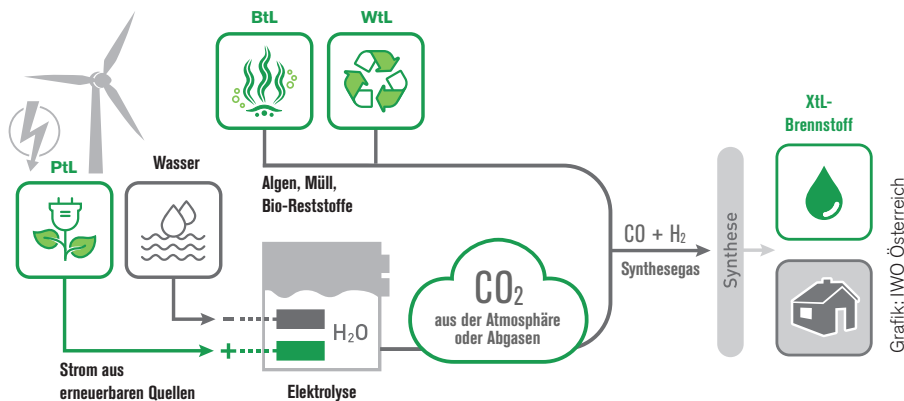 BtL
WtL
XtL-
Brennstoff
PtL
Wasser
Algen, Müll,
Bio-Reststoffe
CO + H₂
Synthesegas
Synthese
CO₂
aus der Atmosphäre
oder Abgasen
−
H₂O
+
Strom aus
erneuerbaren Quellen
Elektrolyse
Grafik: IWO Österreich